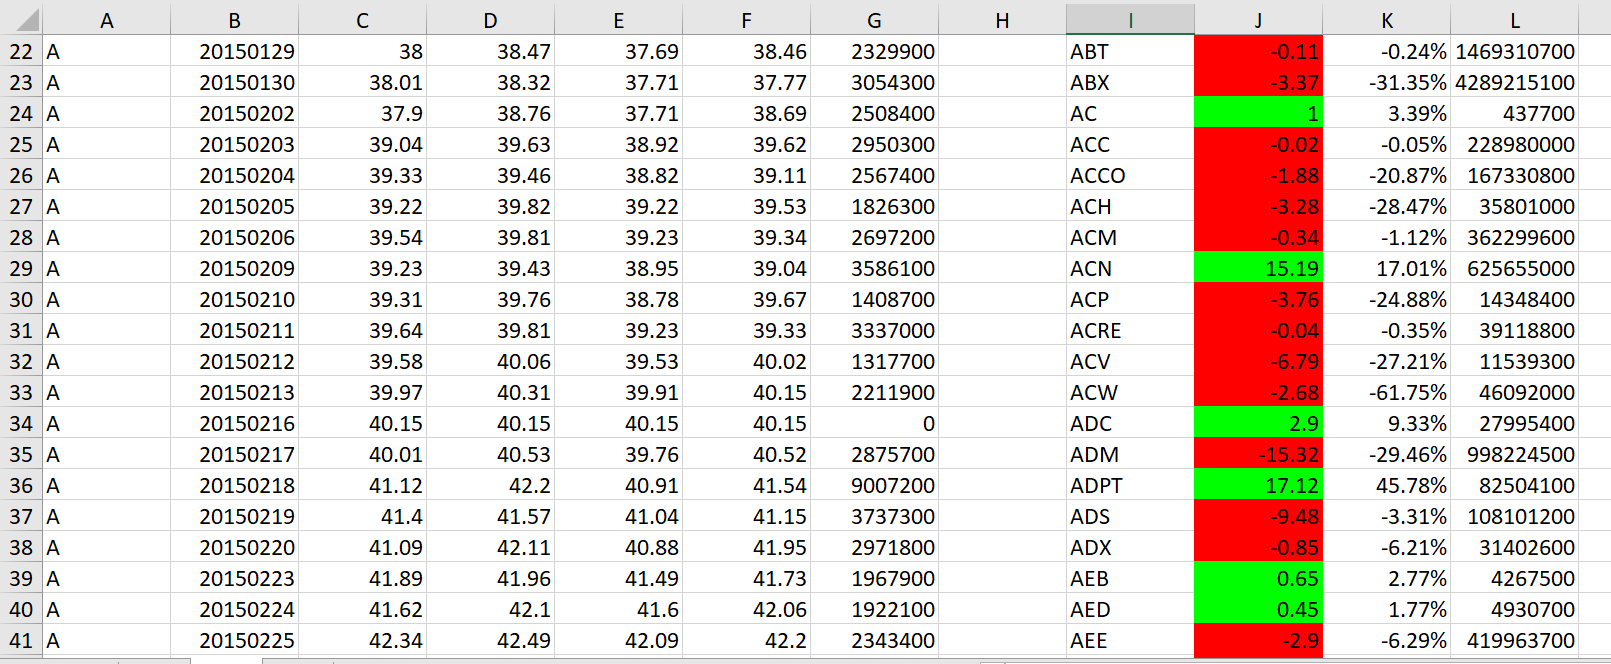 A B C D E F G H I J K L
22 A 20150129 38 38.47 37.69 38.46 2329900 ABT -0.11 -0.24% 1469310700
23 A 20150130 38.01 38.32 37.71 37.77 3054300 ABX -3.37 -31.35% 4289215100
24 A 20150202 37.9 38.76 37.71 38.69 2508400 AC 1 3.39% 437700
25 A 20150203 39.04 39.63 38.92 39.62 2950300 ACC -0.02 -0.05% 228980000
26 A 20150204 39.33 39.46 38.82 39.11 2567400 ACCO -1.88 -20.87% 167330800
27 A 20150205 39.22 39.82 39.22 39.53 1826300 ACH -3.28 -28.47% 35801000
28 A 20150206 39.54 39.81 39.23 39.34 2697200 ACM -0.34 -1.12% 362299600
29 A 20150209 39.23 39.43 38.95 39.04 3586100 ACN 15.19 17.01% 625655000
30 A 20150210 39.31 39.76 38.78 39.67 1408700 ACP -3.76 -24.88% 14348400
31 A 20150211 39.64 39.81 39.23 39.33 3337000 ACRE -0.04 -0.35% 39118800
32 A 20150212 39.58 40.06 39.53 40.02 1317700 ACV -6.79 -27.21% 11539300
33 A 20150213 39.97 40.31 39.91 40.15 2211900 ACW -2.68 -61.75% 46092000
34 A 20150216 40.15 40.15 40.15 40.15 0 ADC 2.9 9.33% 27995400
35 A 20150217 40.01 40.53 39.76 40.52 2875700 ADM -15.32 -29.46% 998224500
36 A 20150218 41.12 42.2 40.91 41.54 9007200 ADPT 17.12 45.78% 82504100
37 A 20150219 41.4 41.57 41.04 41.15 3737300 ADS -9.48 -3.31% 108101200
38 A 20150220 41.09 42.11 40.88 41.95 2971800 ADX -0.85 -6.21% 31402600
39 A 20150223 41.89 41.96 41.49 41.73 1967900 AEB 0.65 2.77% 4267500
40 A 20150224 41.62 42.1 41.6 42.06 1922100 AED 0.45 1.77% 4930700
41 A 20150225 42.34 42.49 42.09 42.2 2343400 AEE -2.9 -6.29% 419963700